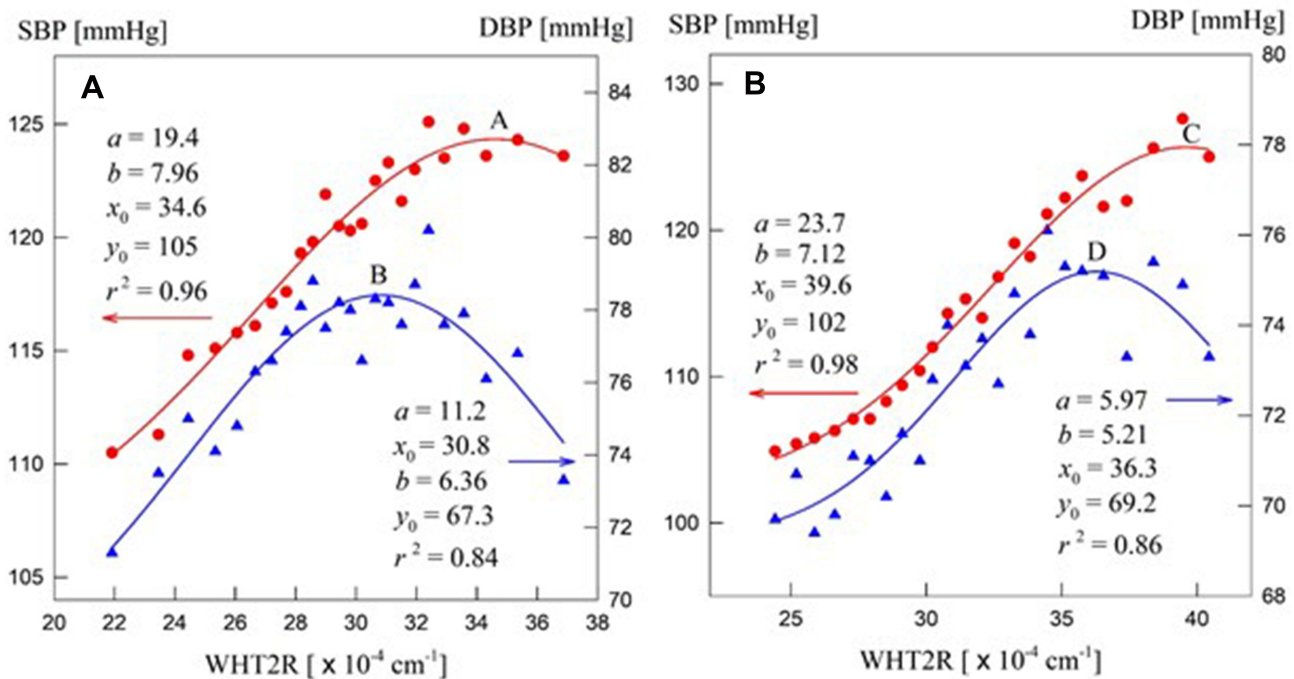 SBP [mmHg]
DBP [mmHg]
A
A
a = 19.4
b = 7.96
x₀ = 34.6
y₀ = 105
r² = 0.96
B
a = 11.2
x₀ = 30.8
b = 6.36
y₀ = 67.3
r² = 0.84
125
120
115
110
105
84
82
80
78
76
74
72
70
20 22 24 26 28 30 32 34 36 38
WHT2R [ x 10⁻⁴ cm⁻¹]
SBP [mmHg]
DBP [mmHg]
B
C
a = 23.7
b = 7.12
x₀ = 39.6
y₀ = 102
r² = 0.98
D
a = 5.97
b = 5.21
x₀ = 36.3
y₀ = 69.2
r² = 0.86
130
120
110
100
80
78
76
74
72
70
68
25 30 35 40
WHT2R [ x 10⁻⁴ cm⁻¹]